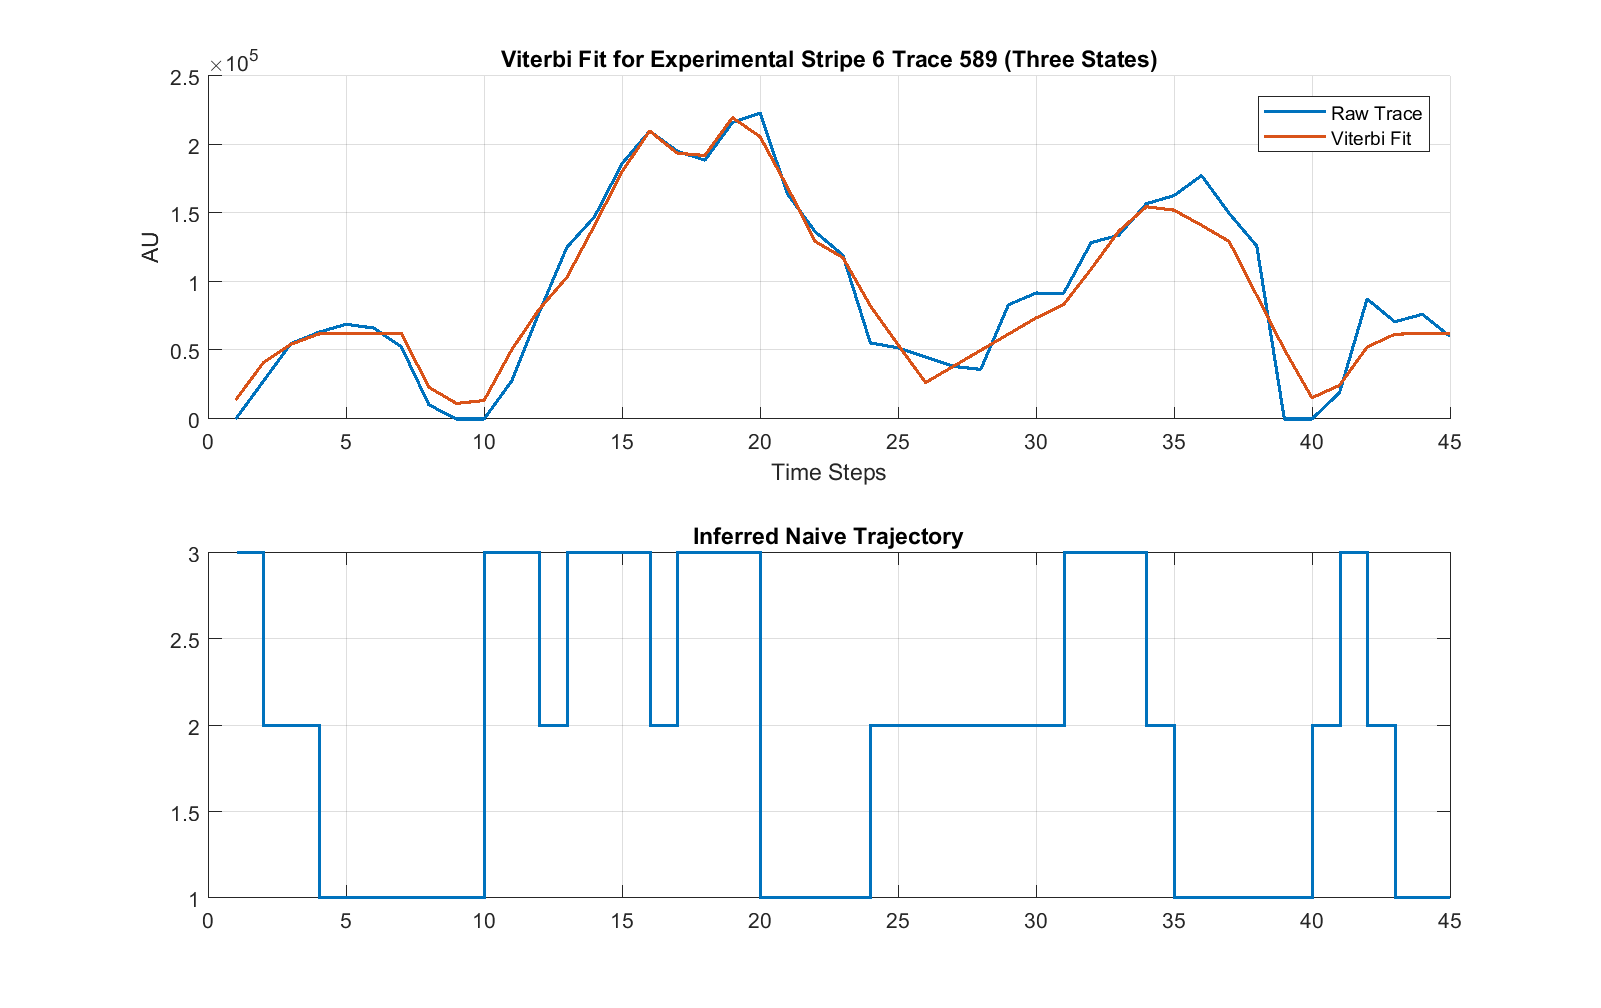 Viterbi Fit for Experimental Stripe 6 Trace 589 (Three States)
×10^5
2.5
2
1.5
1
0.5
0
AU
Raw Trace
Viterbi Fit
0 5 10 15 20 25 30 35 40 45
Time Steps
Inferred Naive Trajectory
3
2.5
2
1.5
1
0 5 10 15 20 25 30 35 40 45